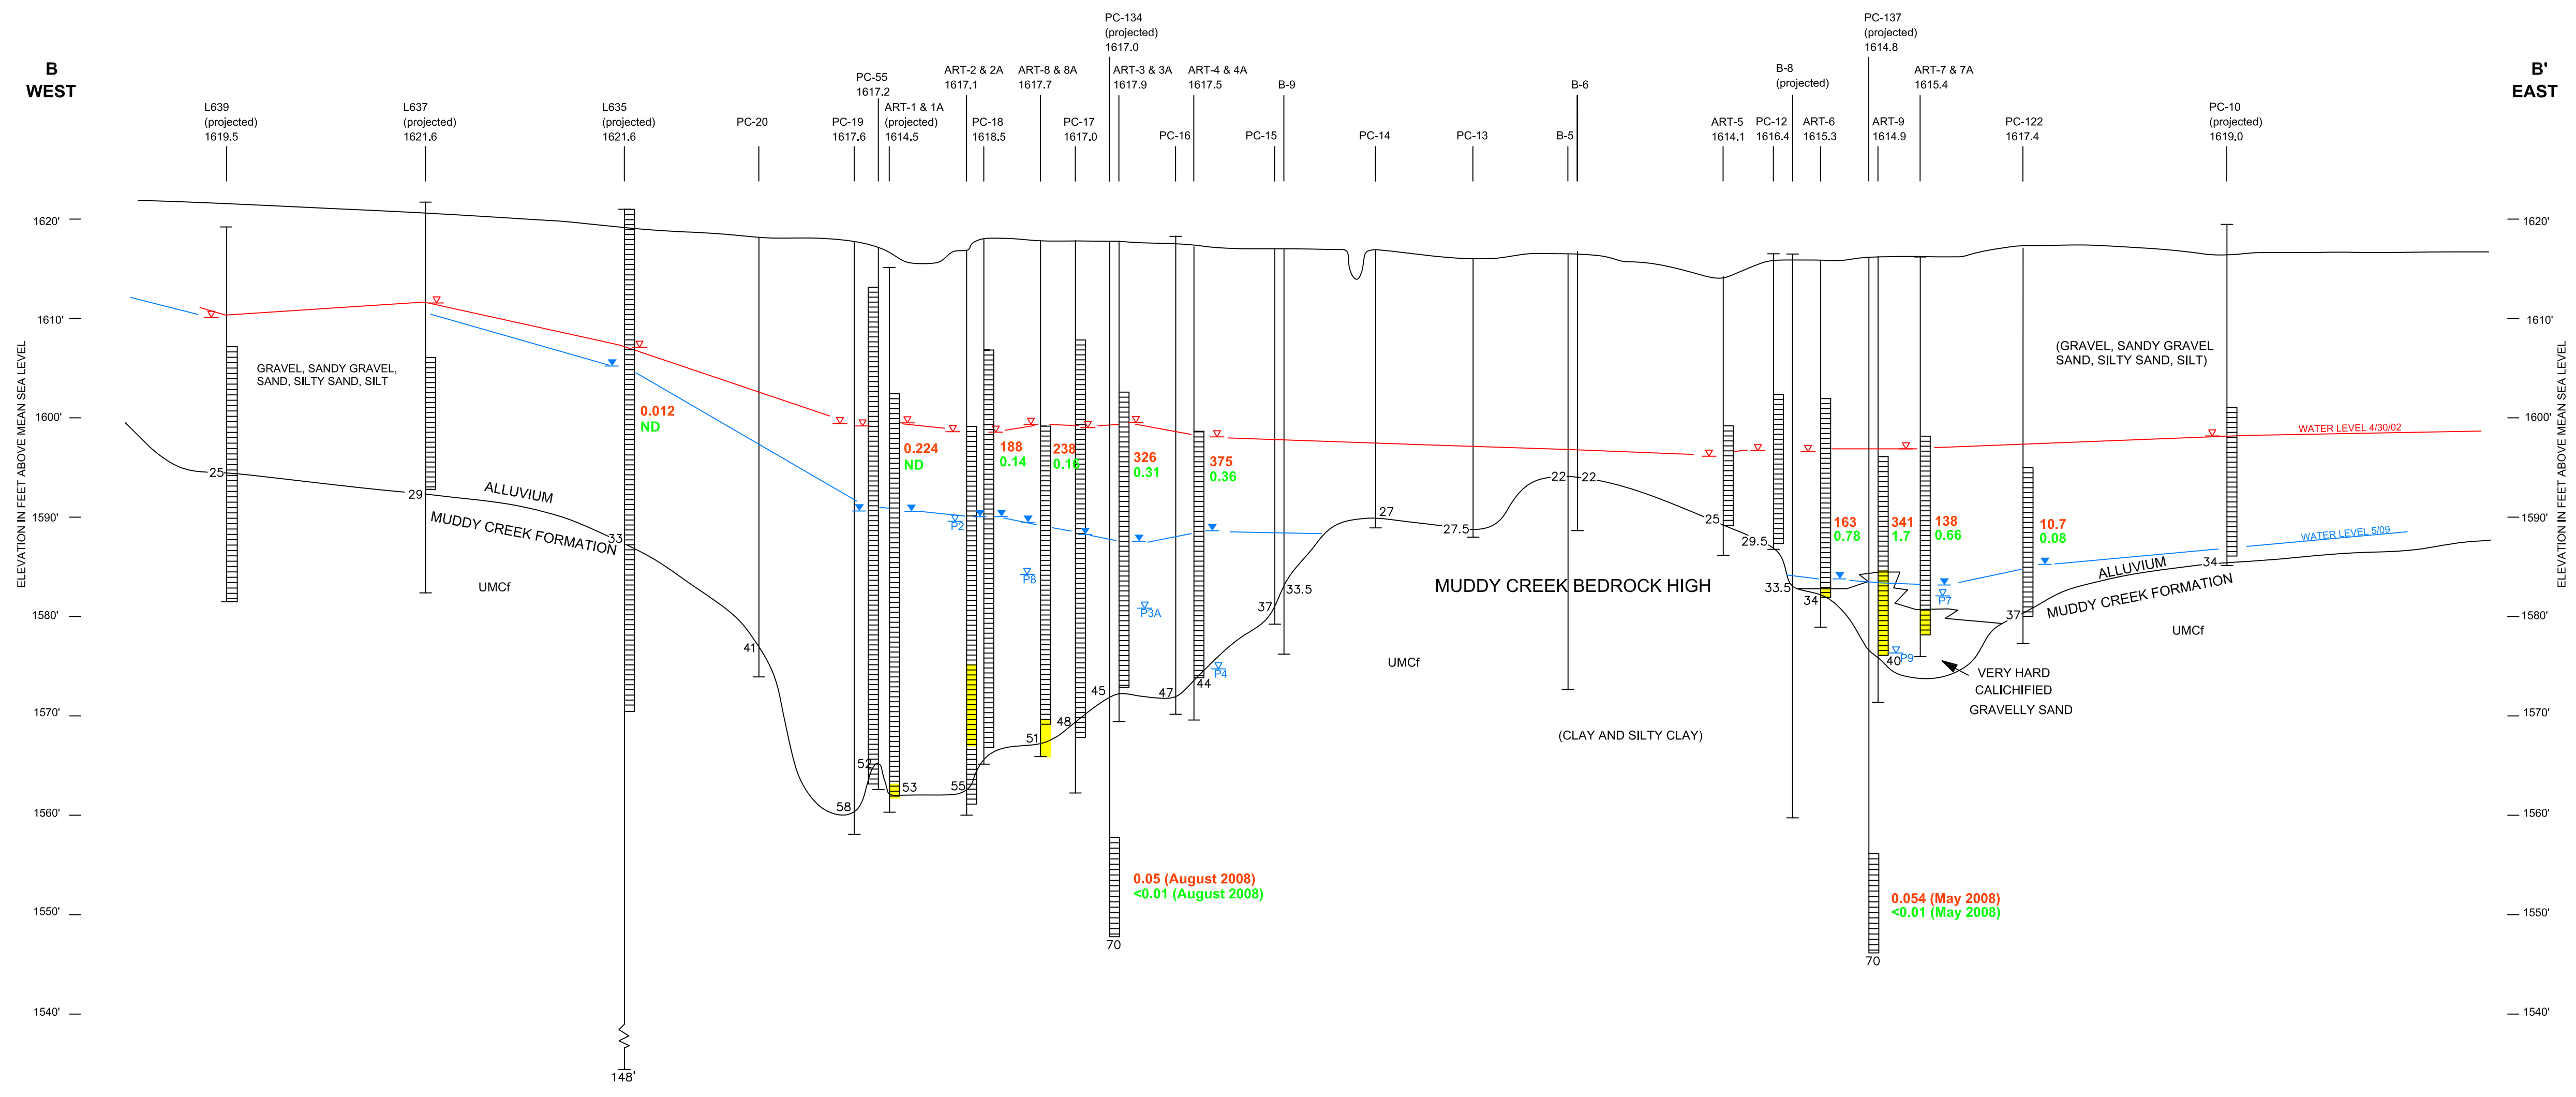 B
WEST
B'
EAST
L639
(projected)
1619.5
L637
(projected)
1621.6
L635
(projected)
1621.6
PC-20
PC-19
1617.6
PC-55
1617.2
ART-1 & 1A
(projected)
1614.5
ART-2 & 2A
1617.1
PC-18
1618.5
ART-8 & 8A
1617.7
PC-17
1617.0
PC-134
(projected)
1617.0
ART-3 & 3A
1617.9
PC-16
ART-4 & 4A
1617.5
PC-15
B-9
PC-14
PC-13
B-5
B-6
ART-5
1614.1
PC-12
1616.4
B-8
(projected)
ART-6
1615.3
PC-137
(projected)
1614.8
ART-9
1614.9
ART-7 & 7A
1615.4
PC-122
1617.4
PC-10
(projected)
1619.0
ELEVATION IN FEET ABOVE MEAN SEA LEVEL
1620'
1610'
1600'
1590'
1580'
1570'
1560'
1550'
1540'
GRAVEL, SANDY GRAVEL,
SAND, SILTY SAND, SILT
25
29
ALLUVIUM
MUDDY CREEK FORMATION
UMCf
33
0.012
ND
148'
41
58
52
0.224
ND
53
55
P2
188
0.14
238
0.16
P8
51
48
45
326
0.31
P3A
47
375
0.36
P4
44
0.05 (August 2008)
<0.01 (August 2008)
70
37
33.5
27
27.5
22
22
MUDDY CREEK BEDROCK HIGH
UMCf
(CLAY AND SILTY CLAY)
25
29.5
33.5
34
163
0.78
341
1.7
138
0.66
P7
P9
40
VERY HARD
CALICHIFIED
GRAVELLY SAND
0.054 (May 2008)
<0.01 (May 2008)
70
10.7
0.08
37
34
(GRAVEL, SANDY GRAVEL
SAND, SILTY SAND, SILT)
WATER LEVEL 4/30/02
WATER LEVEL 5/09
ALLUVIUM
MUDDY CREEK FORMATION
UMCf
1620'
1610'
1600'
1590'
1580'
1570'
1560'
1550'
1540'
ELEVATION IN FEET ABOVE MEAN SEA LEVEL